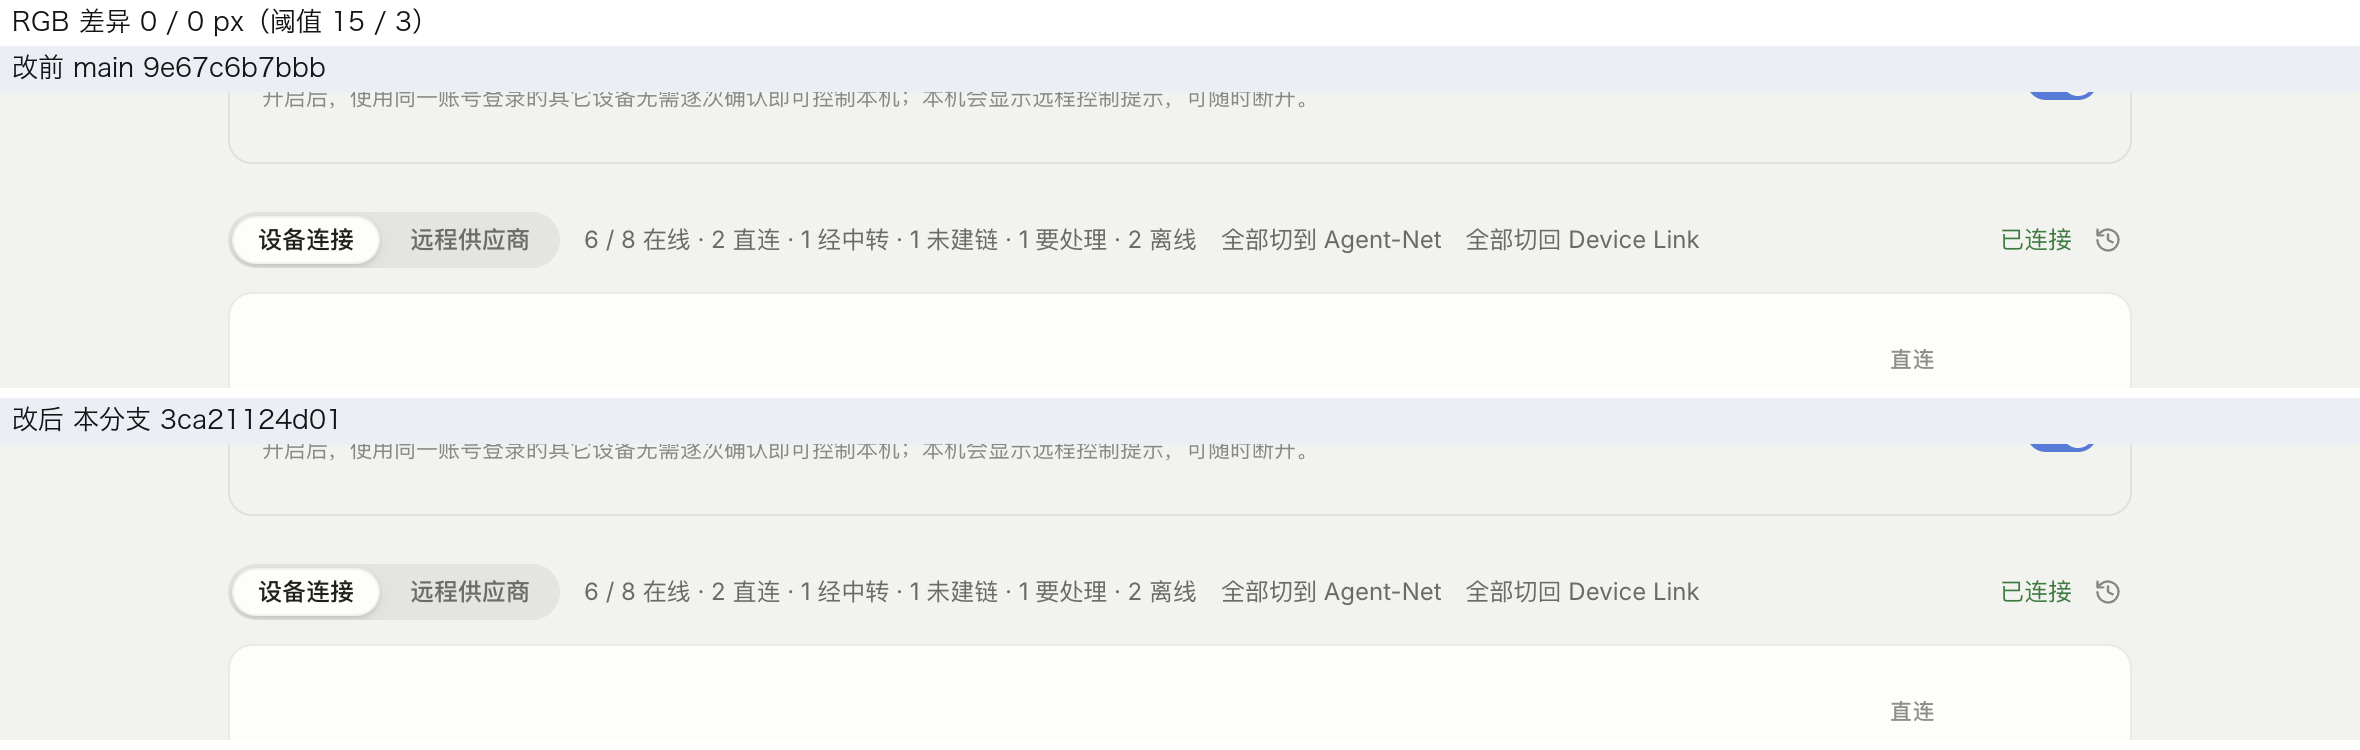 RGB 差异 0 / 0 px（阈值 15 / 3）
改前 main 9e67c6b7bbb
开启后，使用同一账号登录的其它设备无需逐次确认即可控制本机；本机会显示远程控制提示，可随时断开。
设备连接 远程供应商 6 / 8 在线 · 2 直连 · 1 经中转 · 1 未建链 · 1 要处理 · 2 离线 全部切到 Agent-Net 全部切回 Device Link 已连接
直连
改后 本分支 3ca21124d01
开启后，使用同一账号登录的其它设备无需逐次确认即可控制本机；本机会显示远程控制提示，可随时断开。
设备连接 远程供应商 6 / 8 在线 · 2 直连 · 1 经中转 · 1 未建链 · 1 要处理 · 2 离线 全部切到 Agent-Net 全部切回 Device Link 已连接
直连